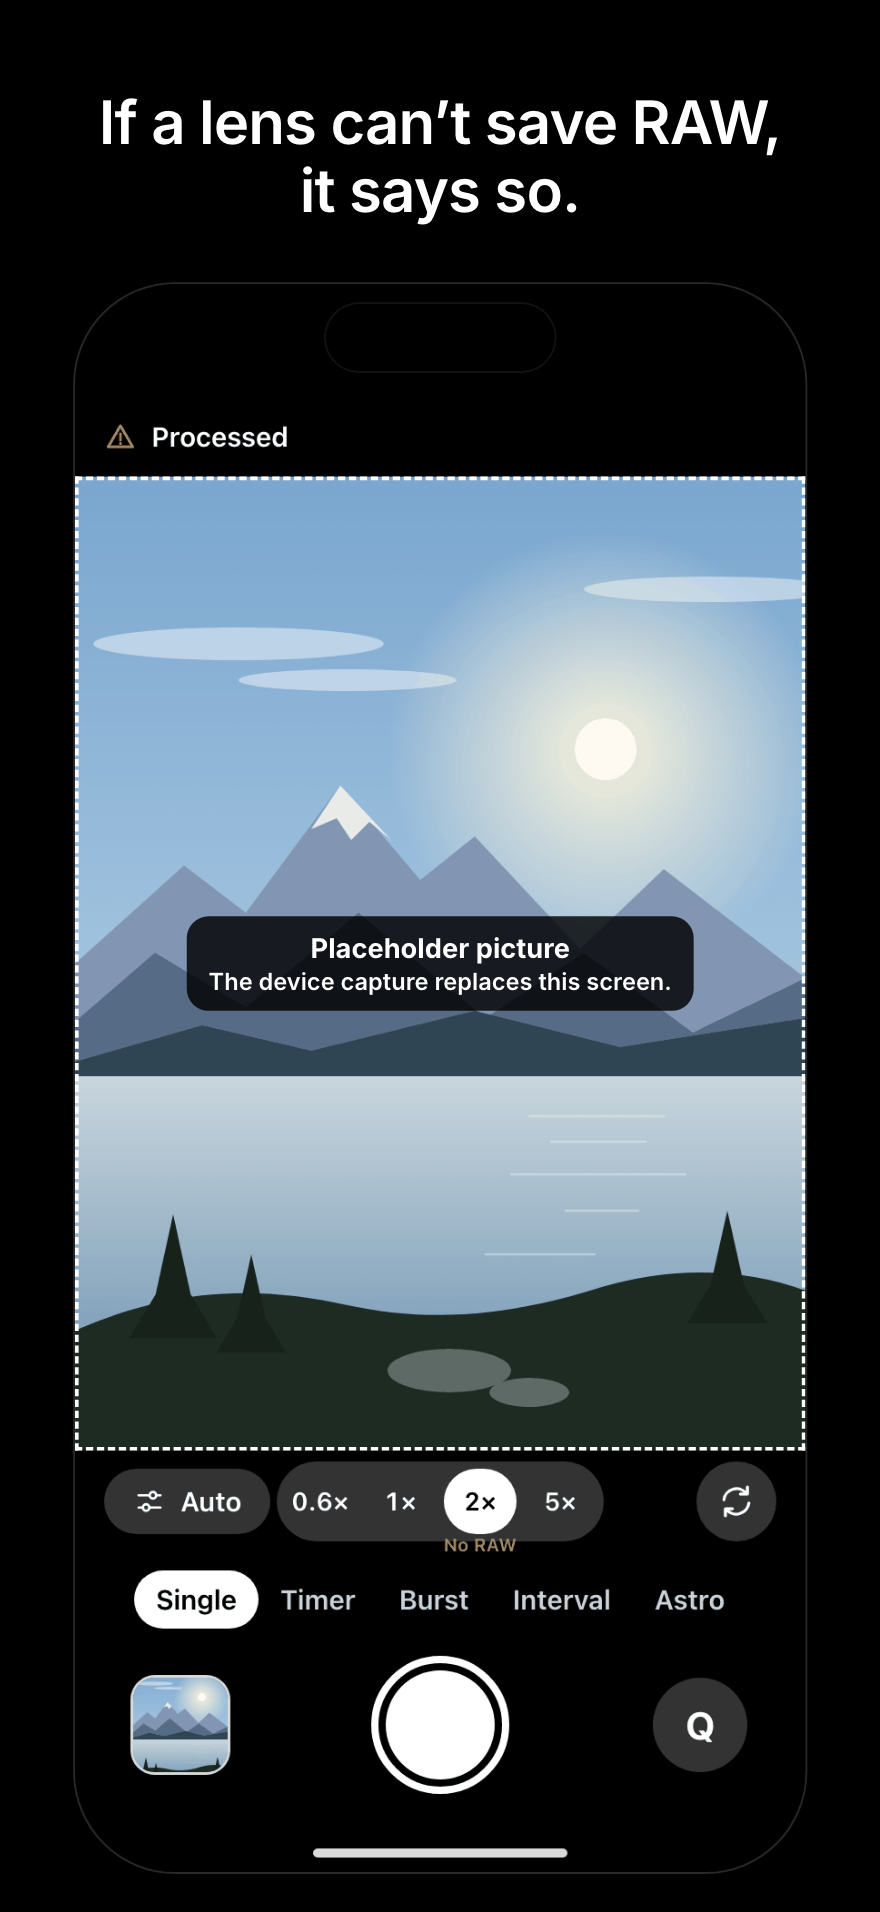 If a lens can’t save RAW,
it says so.
Processed
Placeholder picture
The device capture replaces this screen.
Auto
0.6×
1×
2×
5×
No RAW
Single
Timer
Burst
Interval
Astro
Q